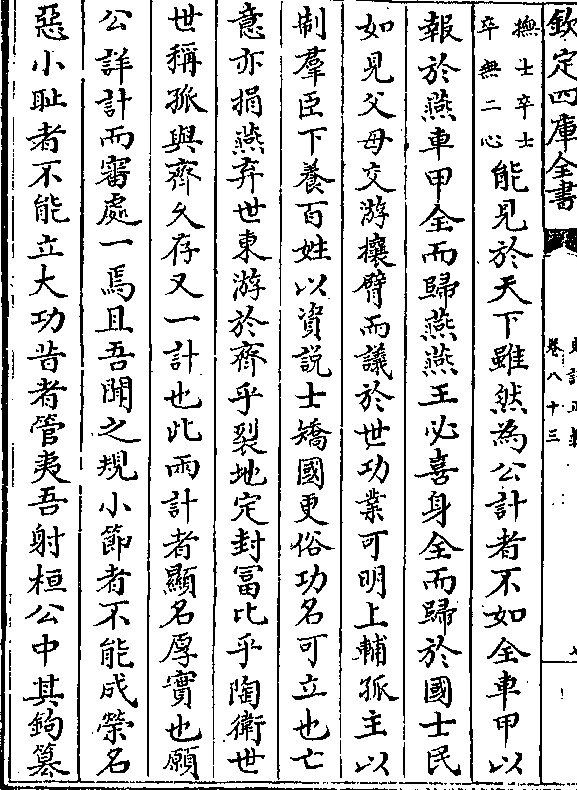 欽定四庫全書
卷八十三
撫士卒士
卒無二心
能見於天下雖然為公計者不如全車甲以
報於燕車甲全而歸燕燕王必喜身全而歸於國士民
如見父母交游攘臂而議於世功業可明上輔孤主以
制羣臣下養百姓以資説士矯國更俗功名可立也亡
意亦捐燕弃世東游於齊乎裂地定封冨比乎陶衛世
世稱孤與齊乆存又一計也此兩計者顯名厚實也願
公詳計而審處一焉且吾聞之規小節者不能成榮名
惡小耻者不能立大功昔者管夷吾射桓公中其鉤篡